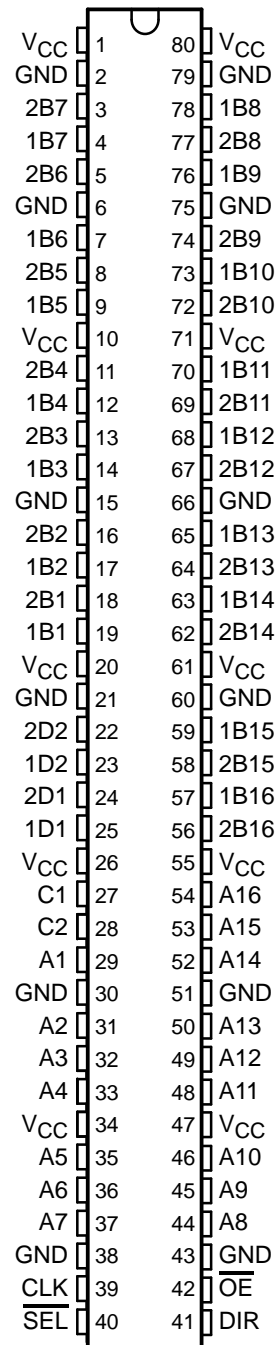 VCC 1 80 VCC
GND 2 79 GND
2B7 3 78 1B8
1B7 4 77 2B8
2B6 5 76 1B9
GND 6 75 GND
1B6 7 74 2B9
2B5 8 73 1B10
1B5 9 72 2B10
VCC 10 71 VCC
2B4 11 70 1B11
1B4 12 69 2B11
2B3 13 68 1B12
1B3 14 67 2B12
GND 15 66 GND
2B2 16 65 1B13
1B2 17 64 2B13
2B1 18 63 1B14
1B1 19 62 2B14
VCC 20 61 VCC
GND 21 60 GND
2D2 22 59 1B15
1D2 23 58 2B15
2D1 24 57 1B16
1D1 25 56 2B16
VCC 26 55 VCC
C1 27 54 A16
C2 28 53 A15
A1 29 52 A14
GND 30 51 GND
A2 31 50 A13
A3 32 49 A12
A4 33 48 A11
VCC 34 47 VCC
A5 35 46 A10
A6 36 45 A9
A7 37 44 A8
GND 38 43 GND
CLK 39 42 O̅E̅
S̅E̅L̅ 40 41 DIR